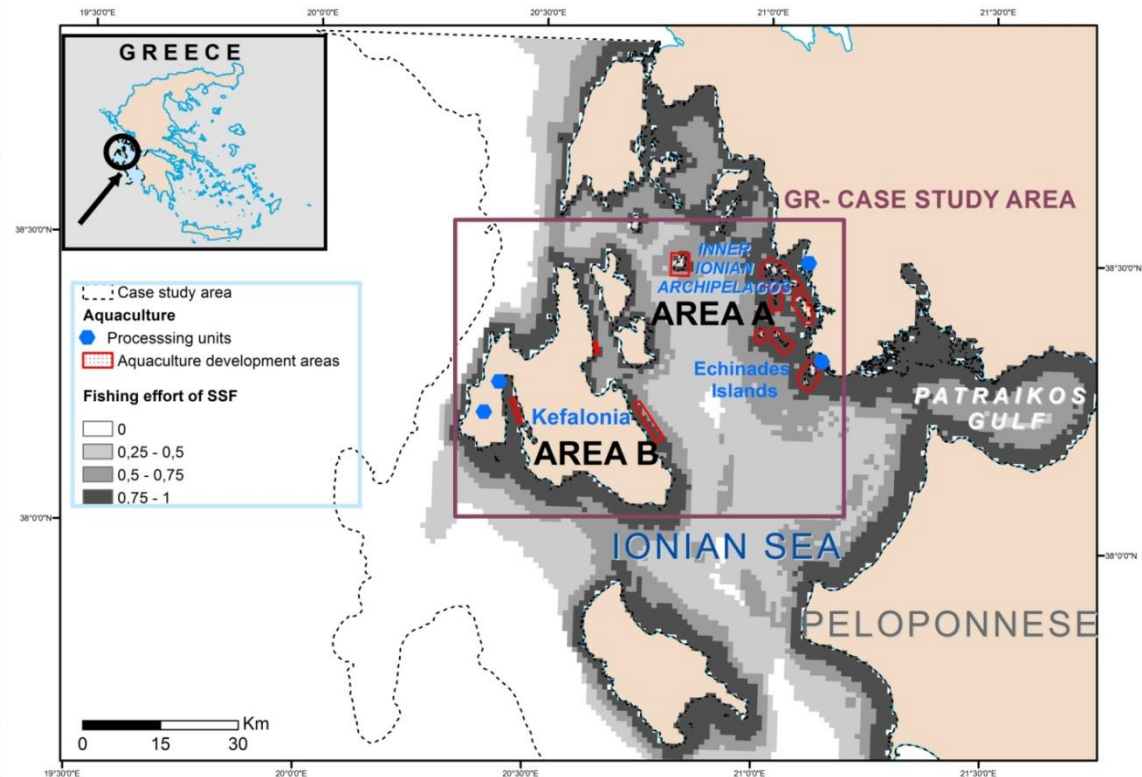 19°30'0"E 20°0'0"E 20°30'0"E 21°0'0"E 21°30'0"E
GREECE
GR- CASE STUDY AREA
38°30'0"N
38°30'0"N
INNER
IONIAN
ARCHIPELAGOS
AREA A
Case study area
Aquaculture
Processsing units
Aquaculture development areas
Fishing effort of SSF
0
0,25 - 0,5
0,5 - 0,75
0,75 - 1
Echinades
Islands
PATRAIKOS
GULF
Kefalonia
AREA B
38°0'0"N
IONIAN SEA
38°0'0"N
PELOPONNESE
Km
0 15 30
19°30'0"E 20°0'0"E 20°30'0"E 21°0'0"E 21°30'0"E